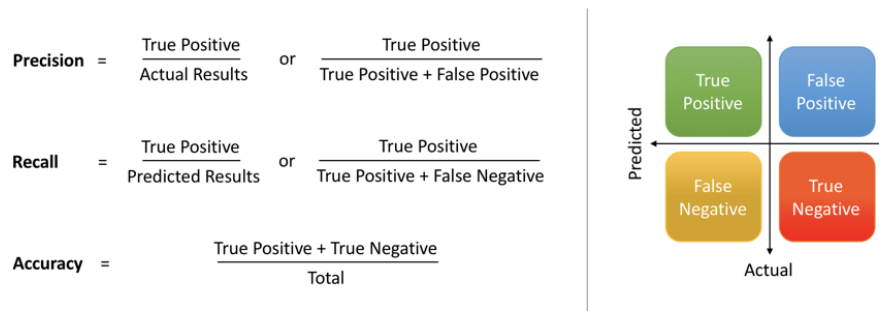 Precision = True Positive / Actual Results or True Positive / True Positive + False Positive
Recall = True Positive / Predicted Results or True Positive / True Positive + False Negative
Accuracy = True Positive + True Negative / Total
Predicted
True Positive
False Positive
False Negative
True Negative
Actual